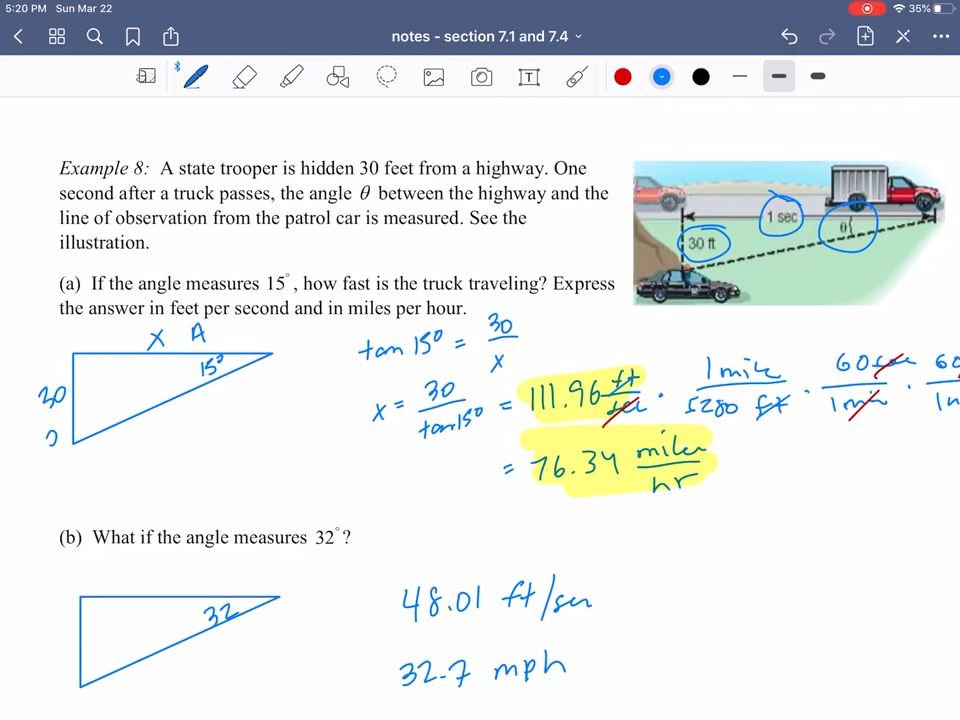 5:20 PM Sun Mar 22
35%
notes - section 7.1 and 7.4
T
Example 8: A state trooper is hidden 30 feet from a highway. One
second after a truck passes, the angle θ between the highway and the
line of observation from the patrol car is measured. See the
illustration.
1 sec
θ
30 ft
(a) If the angle measures 15°, how fast is the truck traveling? Express
the answer in feet per second and in miles per hour.
X A
15°
30
tan 15° = 30/x
x = 30/tan 15° = 111.96 ft/sec · 1 mile/5280 ft · 60 sec/1 min · 60
= 76.34 miles/hr
(b) What if the angle measures 32°?
32
48.01 ft/sec
32.7 mph